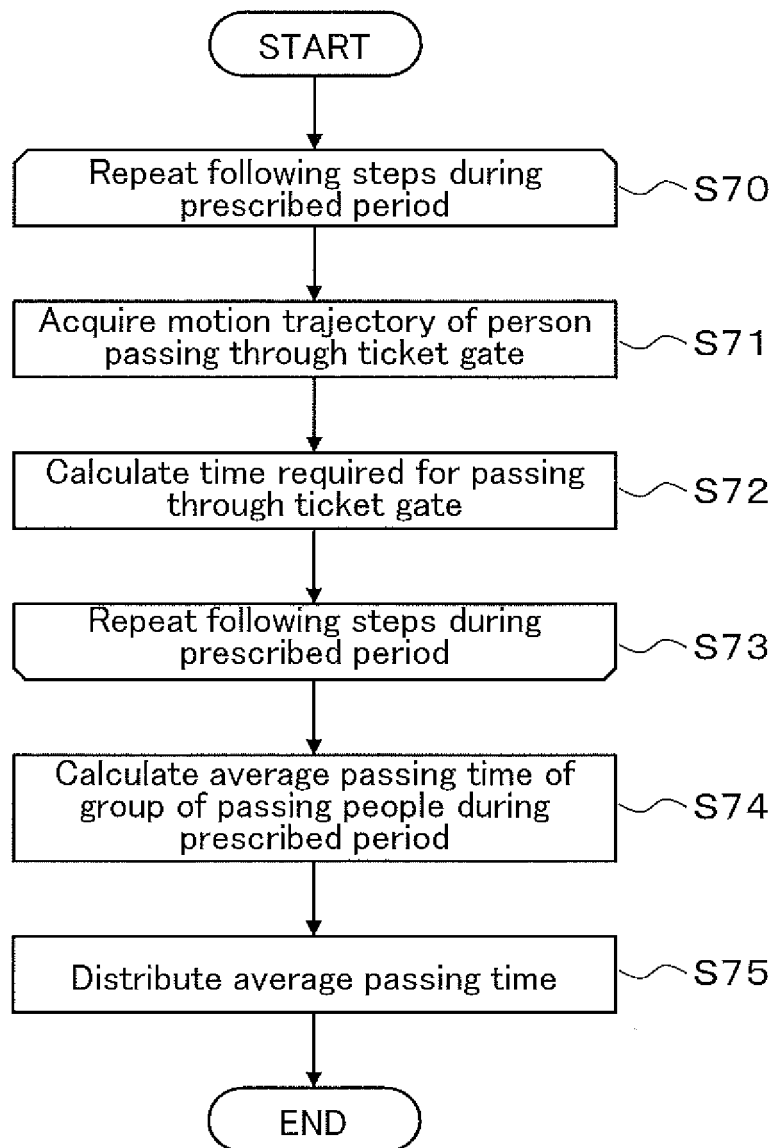 START
Repeat following steps during
prescribed period
S70
Acquire motion trajectory of person
passing through ticket gate
S71
Calculate time required for passing
through ticket gate
S72
Repeat following steps during
prescribed period
S73
Calculate average passing time of
group of passing people during
prescribed period
S74
Distribute average passing time
S75
END